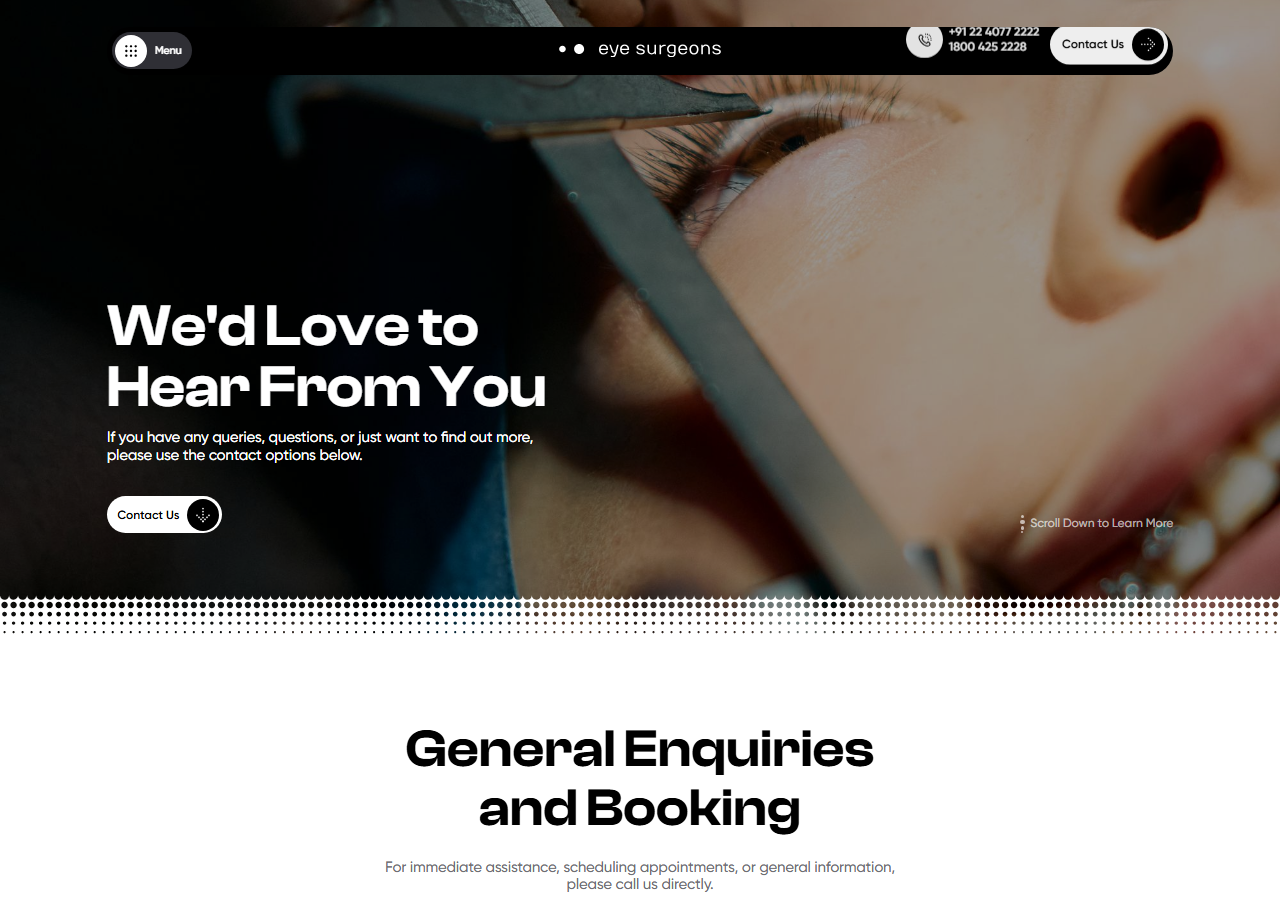 Menu
eye surgeons
+91 22 4077 2222
1800 425 2228
Contact Us
We'd Love to
Hear From You
If you have any queries, questions, or just want to find out more,
please use the contact options below.
Contact Us
Scroll Down to Learn More
General Enquiries
and Booking
For immediate assistance, scheduling appointments, or general information,
please call us directly.